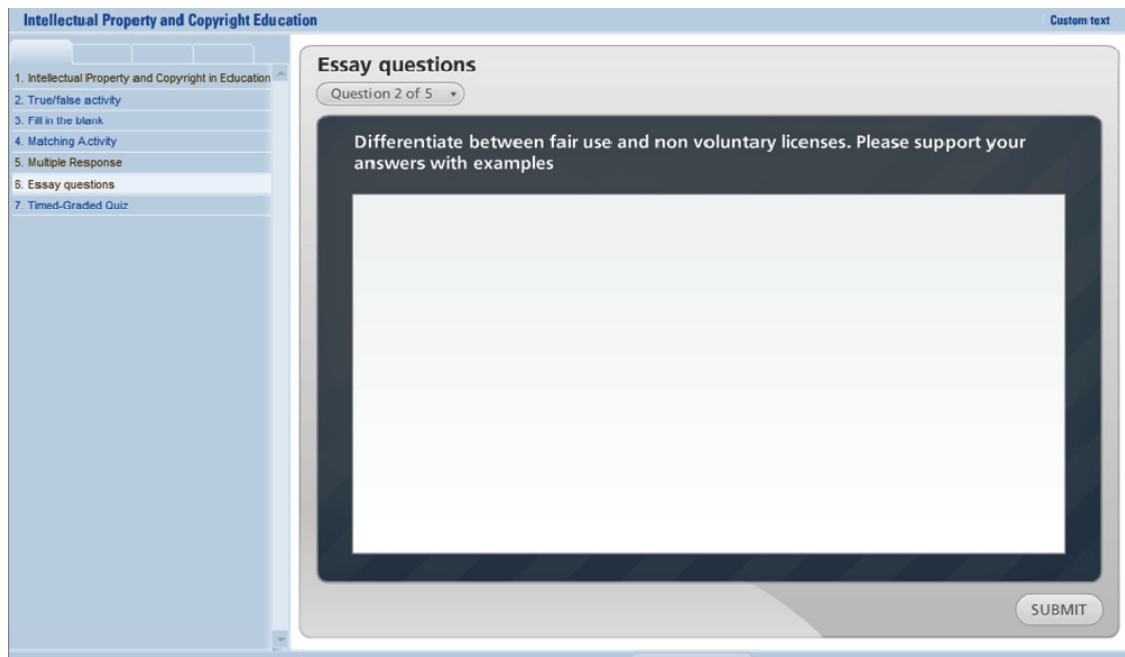 Intellectual Property and Copyright Education
Custom text
1. Intellectual Property and Copyright in Education
2. True/false activity
3. Fill in the blank
4. Matching Activity
5. Multiple Response
6. Essay questions
7. Timed-Graded Quiz
Essay questions
Question 2 of 5
Differentiate between fair use and non voluntary licenses. Please support your
answers with examples
SUBMIT